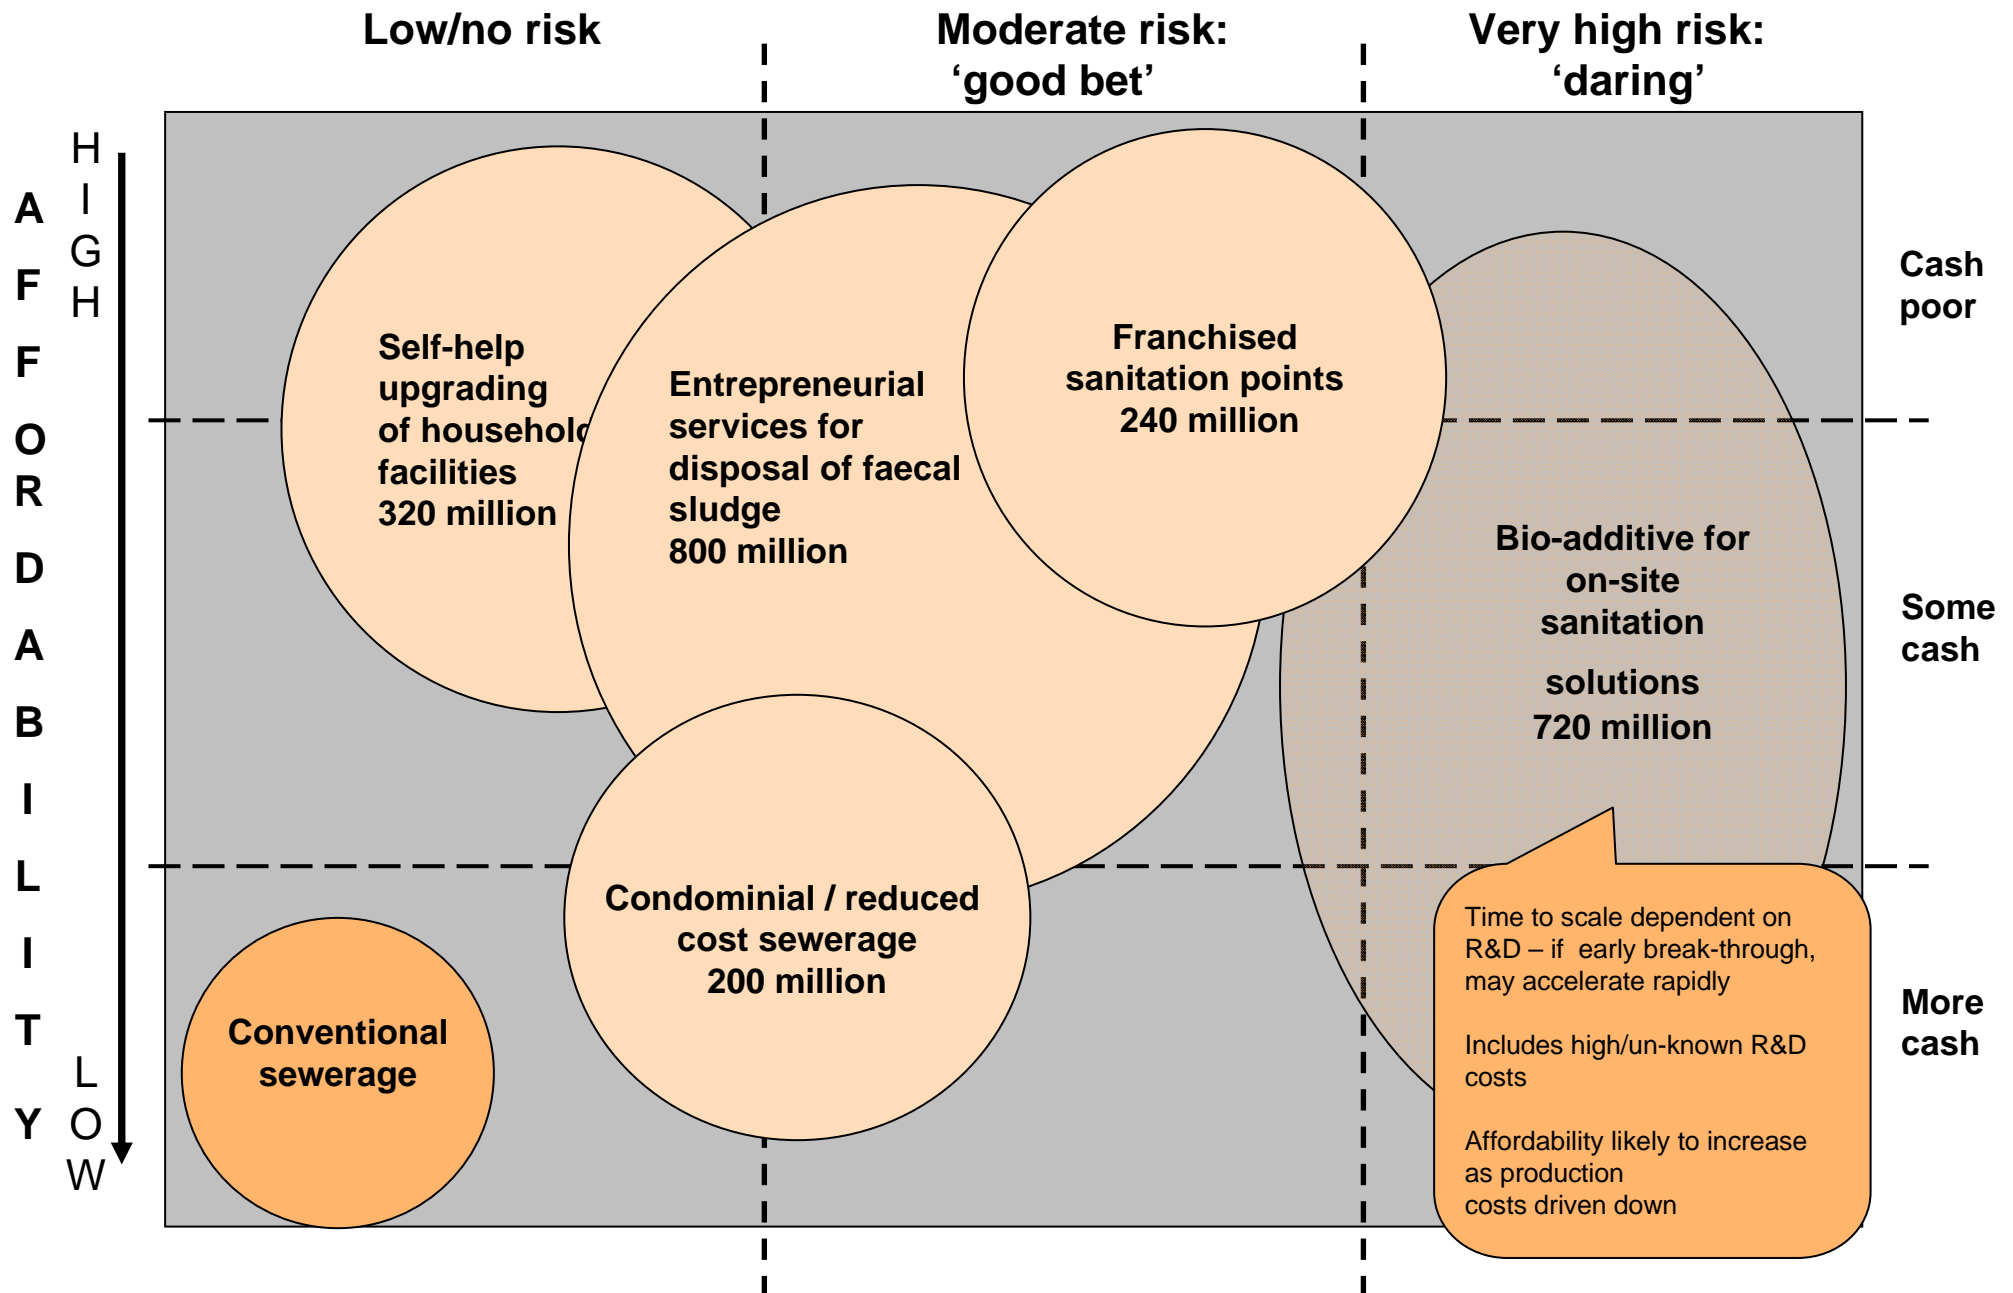 Low/no risk
Moderate risk:
‘good bet’
Very high risk:
‘daring’
AFFORDABILITY
HIGH
LOW
Self-help
upgrading
of household
facilities
320 million
Entrepreneurial
services for
disposal of faecal
sludge
800 million
Franchised
sanitation points
240 million
Bio-additive for
on-site
sanitation
solutions
720 million
Condominial / reduced
cost sewerage
200 million
Conventional
sewerage
Time to scale dependent on
R&D – if early break-through,
may accelerate rapidly
Includes high/un-known R&D
costs
Affordability likely to increase
as production
costs driven down
Cash
poor
Some
cash
More
cash